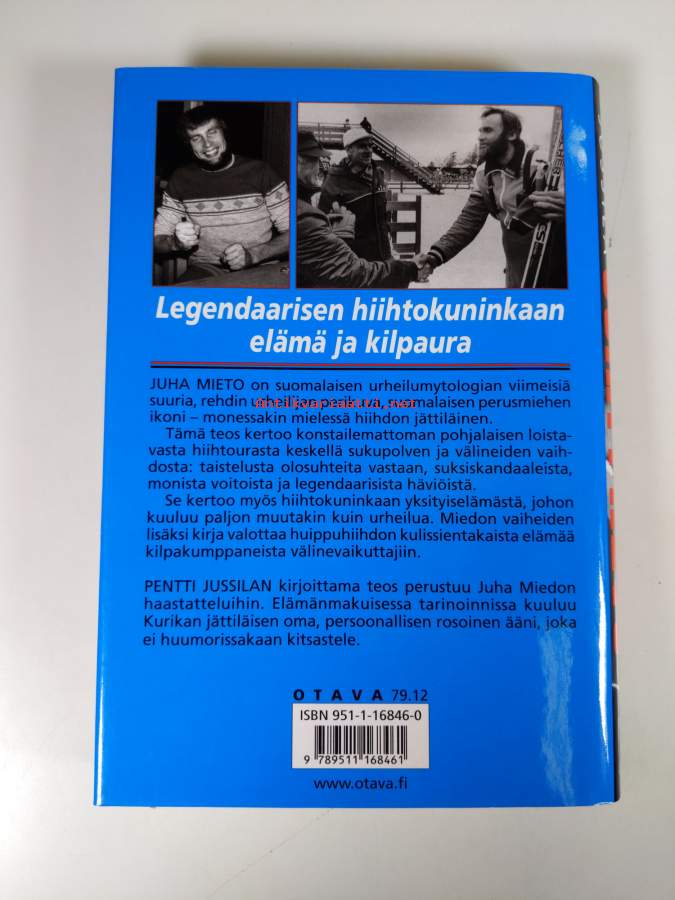 Legendaarisen hiihtokuninkaan
elämä ja kilpaura
JUHA MIETO on suomalaisen urheilumytologian viimeisiä
suuria, rehdin urheilijan perikuva, suomalaisen perusmiehen
ikoni – monessakin mielessä hiihdon jättiläinen.
Tämä teos kertoo konstailemattoman pohjalaisen loista-
vasta hiihtourasta keskellä sukupolven ja välineiden vaih-
dosta: taistelusta olosuhteita vastaan, suksiskandaaleista,
monista voitoista ja legendaarisista häviöistä.
Se kertoo myös hiihtokuninkaan yksityiselämästä, johon
kuuluu paljon muutakin kuin urheilua. Miedon vaiheiden
lisäksi kirja valottaa huippuhiihdon kulissientakaista elämää
kilpakumppaneista välinevaikuttajiin.
PENTTI JUSSILAN kirjoittama teos perustuu Juha Miedon
haastatteluihin. Elämänmakuisessa tarinoinnissa kuuluu
Kurikan jättiläisen oma, persoonallisen rosoinen ääni, joka
ei huumorissakaan kitsastele.
OTAVA 79.12
ISBN 951-1-16846-0
9 789511 168461
www.otava.fi